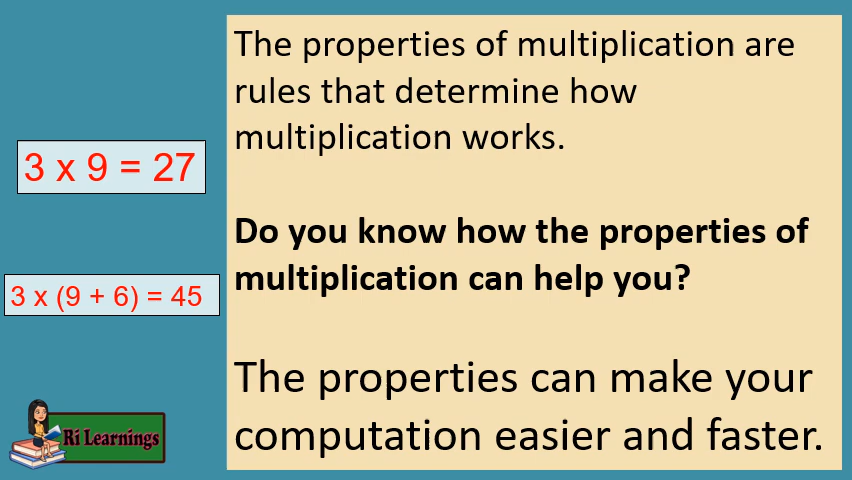 The properties of multiplication are
rules that determine how
multiplication works.
3 x 9 = 27
Do you know how the properties of
multiplication can help you?
3 x (9 + 6) = 45
The properties can make your
computation easier and faster.
Ri Learnings